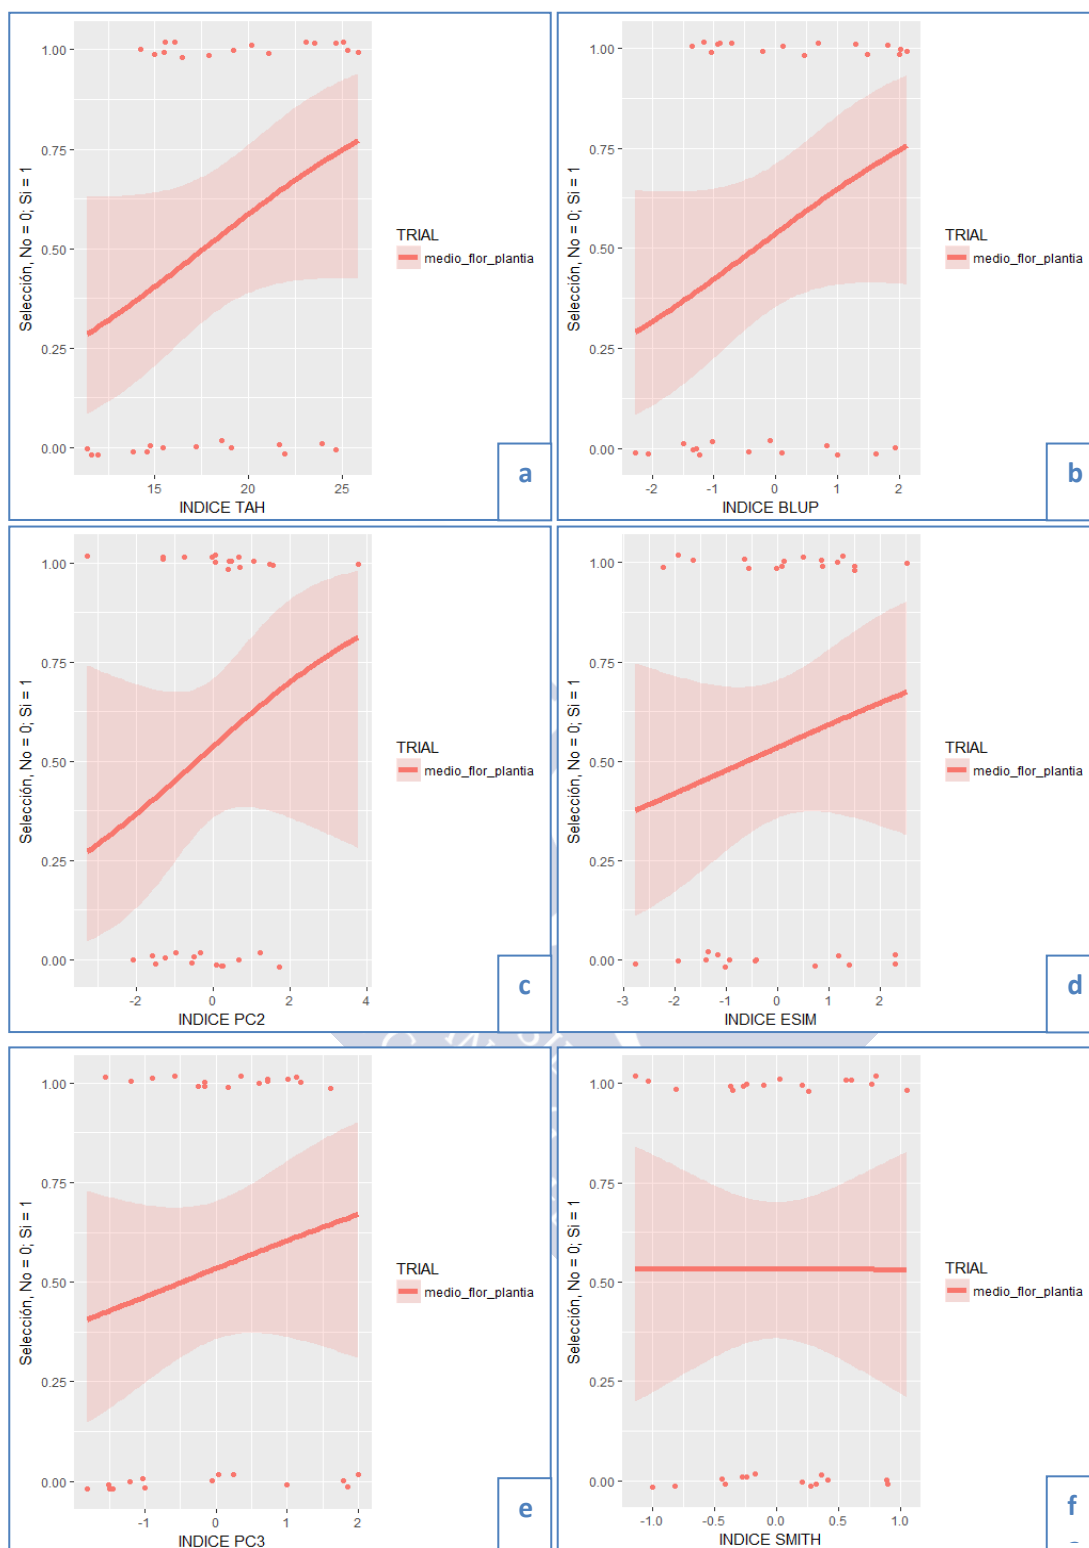 1.00
0.75
0.50
0.25
0.00
Selección, No = 0; Si = 1
15
20
25
INDICE TAH
TRIAL
medio_flor_plantia
a
1.00
0.75
0.50
0.25
0.00
Selección, No = 0; Si = 1
-2
-1
0
1
2
INDICE BLUP
TRIAL
medio_flor_plantia
b
1.00
0.75
0.50
0.25
0.00
Selección, No = 0; Si = 1
-2
0
2
4
INDICE PC2
TRIAL
medio_flor_plantia
c
1.00
0.75
0.50
0.25
0.00
Selección, No = 0; Si = 1
-3
-2
-1
0
1
2
INDICE ESIM
TRIAL
medio_flor_plantia
d
1.00
0.75
0.50
0.25
0.00
Selección, No = 0; Si = 1
-1
0
1
2
INDICE PC3
TRIAL
medio_flor_plantia
e
1.00
0.75
0.50
0.25
0.00
Selección, No = 0; Si = 1
-1.0
-0.5
0.0
0.5
1.0
INDICE SMITH
TRIAL
medio_flor_plantia
f